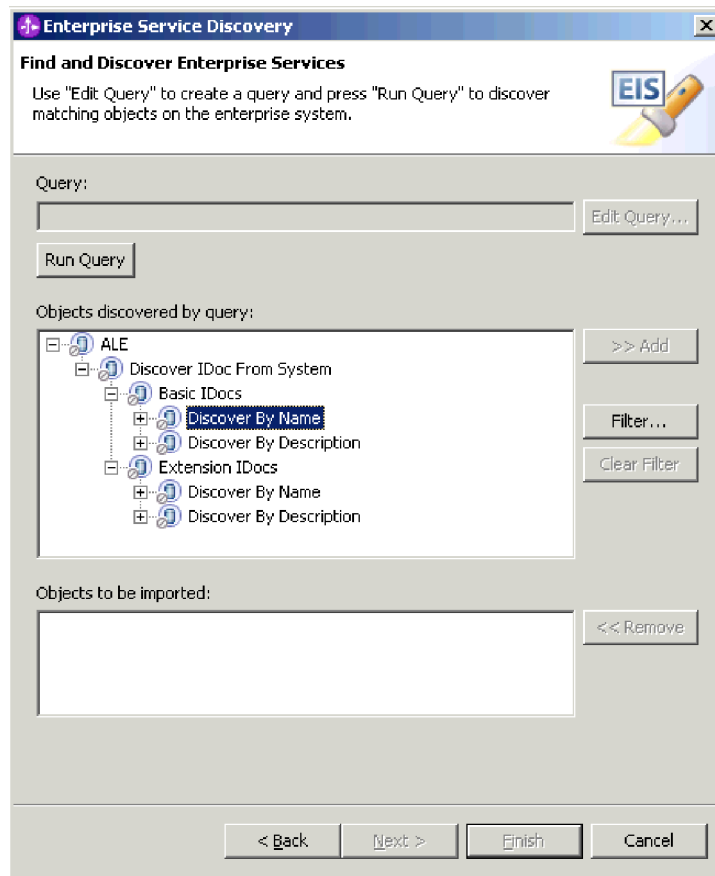 Enterprise Service Discovery
Find and Discover Enterprise Services
Use "Edit Query" to create a query and press "Run Query" to discover
matching objects on the enterprise system.
EIS
Query:
Edit Query...
Run Query
Objects discovered by query:
ALE
Discover IDoc From System
Basic IDocs
Discover By Name
Discover By Description
Extension IDocs
Discover By Name
Discover By Description
>> Add
Filter...
Clear Filter
Objects to be imported:
<< Remove
< Back
Next >
Finish
Cancel